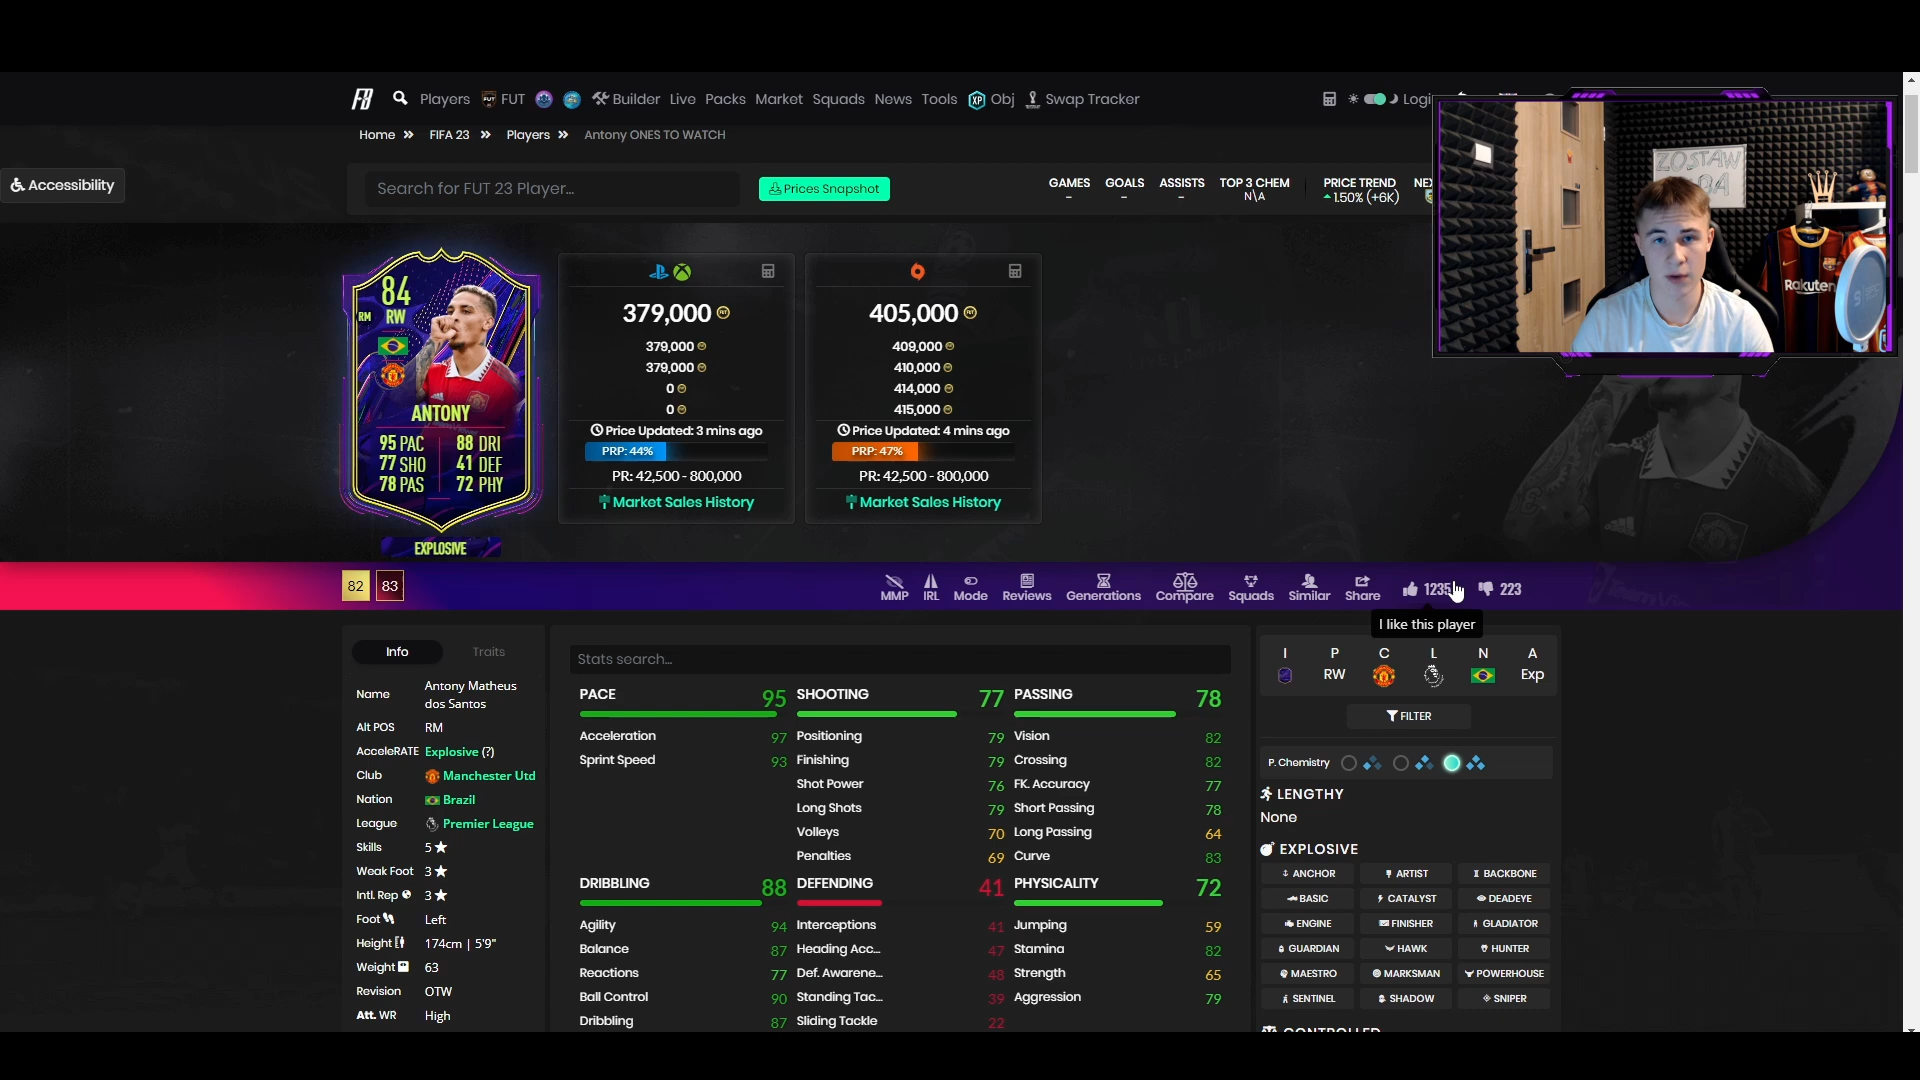 FB Players FUT Builder Live Packs Market Squads News Tools XP Obj Swap Tracker
Home » FIFA 23 » Players » Antony ONES TO WATCH
Accessibility
Search for FUT 23 Player...
Prices Snapshot
GAMES GOALS ASSISTS TOP 3 CHEM PRICE TREND
- - - N\A 1.50% (+6K)
ZOSTAW
Rakuten
84
RM RW
ANTONY
95 PAC 88 DRI
77 SHO 41 DEF
78 PAS 72 PHY
EXPLOSIVE
379,000
379,000
379,000
0
0
Price Updated: 3 mins ago
PRP: 44%
PR: 42,500 - 800,000
Market Sales History
405,000
409,000
410,000
414,000
415,000
Price Updated: 4 mins ago
PRP: 47%
PR: 42,500 - 800,000
Market Sales History
82 83
MMP IRL Mode Reviews Generations Compare Squads Similar Share 1235 223
I like this player
Info Traits
Name Antony Matheus
dos Santos
Alt POS RM
AcceleRATE Explosive (?)
Club Manchester Utd
Nation Brazil
League Premier League
Skills 5★
Weak Foot 3★
Intl. Rep 3★
Foot Left
Height 174cm | 5'9"
Weight 63
Revision OTW
Att. WR High
Stats search...
PACE 95
Acceleration 97
Sprint Speed 93
SHOOTING 77
Positioning 79
Finishing 79
Shot Power 76
Long Shots 79
Volleys 70
Penalties 69
PASSING 78
Vision 82
Crossing 82
FK. Accuracy 77
Short Passing 78
Long Passing 64
Curve 83
DRIBBLING 88
Agility 94
Balance 87
Reactions 77
Ball Control 90
Dribbling 87
DEFENDING 41
Interceptions 41
Heading Acc... 47
Def. Awarene... 48
Standing Tac... 39
Sliding Tackle 22
PHYSICALITY 72
Jumping 59
Stamina 82
Strength 65
Aggression 79
I P C L N A
RW Exp
FILTER
P. Chemistry
LENGTHY
None
EXPLOSIVE
ANCHOR ARTIST BACKBONE
BASIC CATALYST DEADEYE
ENGINE FINISHER GLADIATOR
GUARDIAN HAWK HUNTER
MAESTRO MARKSMAN POWERHOUSE
SENTINEL SHADOW SNIPER